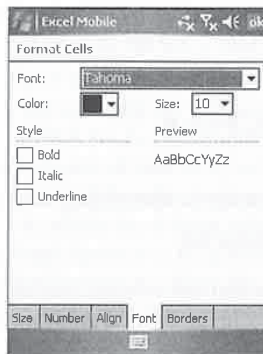 Excel Mobile ok
Format Cells
Font: Tahoma
Color: Size: 10
Style Preview
Bold AaBbCcYyZz
Italic
Underline
Size Number Align Font Borders